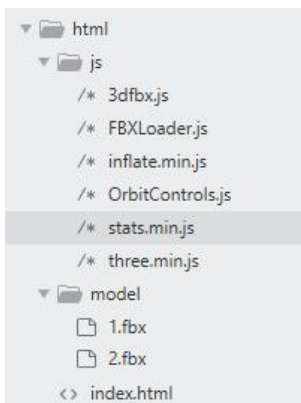 html
js
/* 3dfbx.js
/* FBXLoader.js
/* inflate.min.js
/* OrbitControls.js
/* stats.min.js
/* three.min.js
model
1.fbx
2.fbx
<> index.html